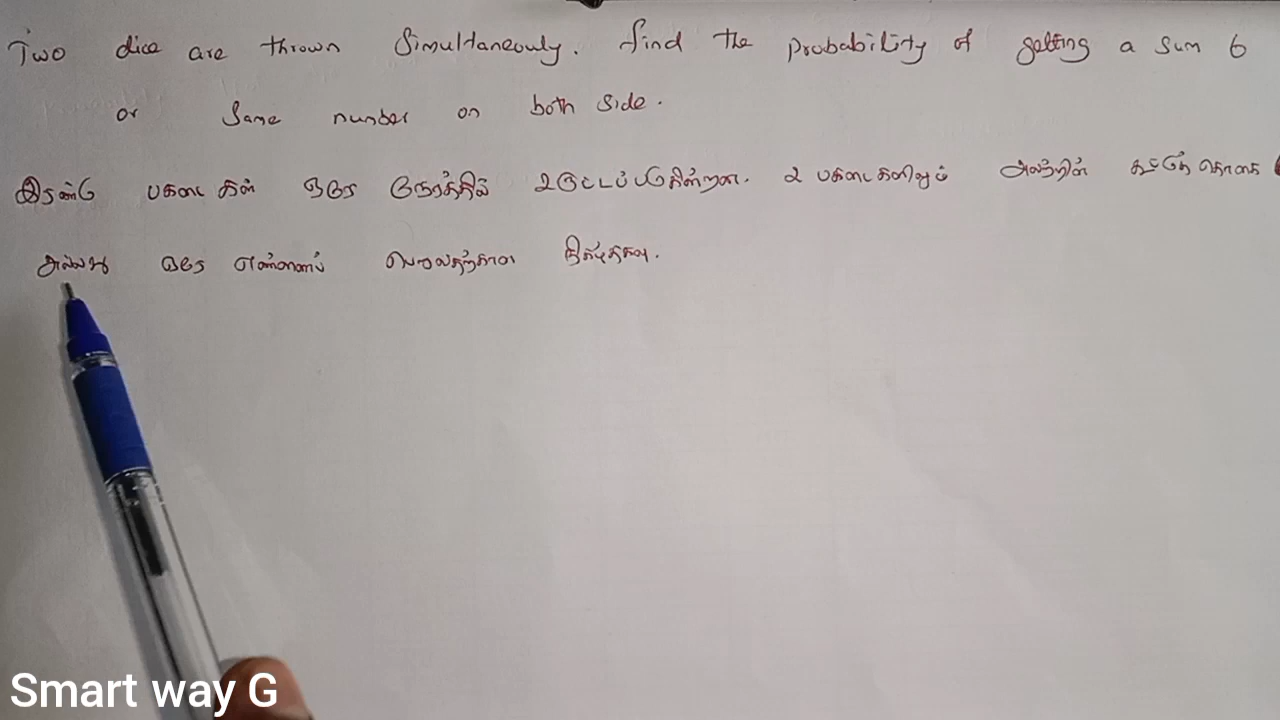 Two dice are thrown Simultaneously. find the Probability of getting a Sum 6
or Same number on both Side.
இரண்டு பகடைகள் ஒரே நேரத்தில் உருட்டப்படுகின்றன. 2 பகடைகளிலும் அவற்றின் கூட்டுத்தொகை
அல்லது ஒரே எண்ணைப் பெறுவதற்கான நிகழ்தகவு.
Smart way G